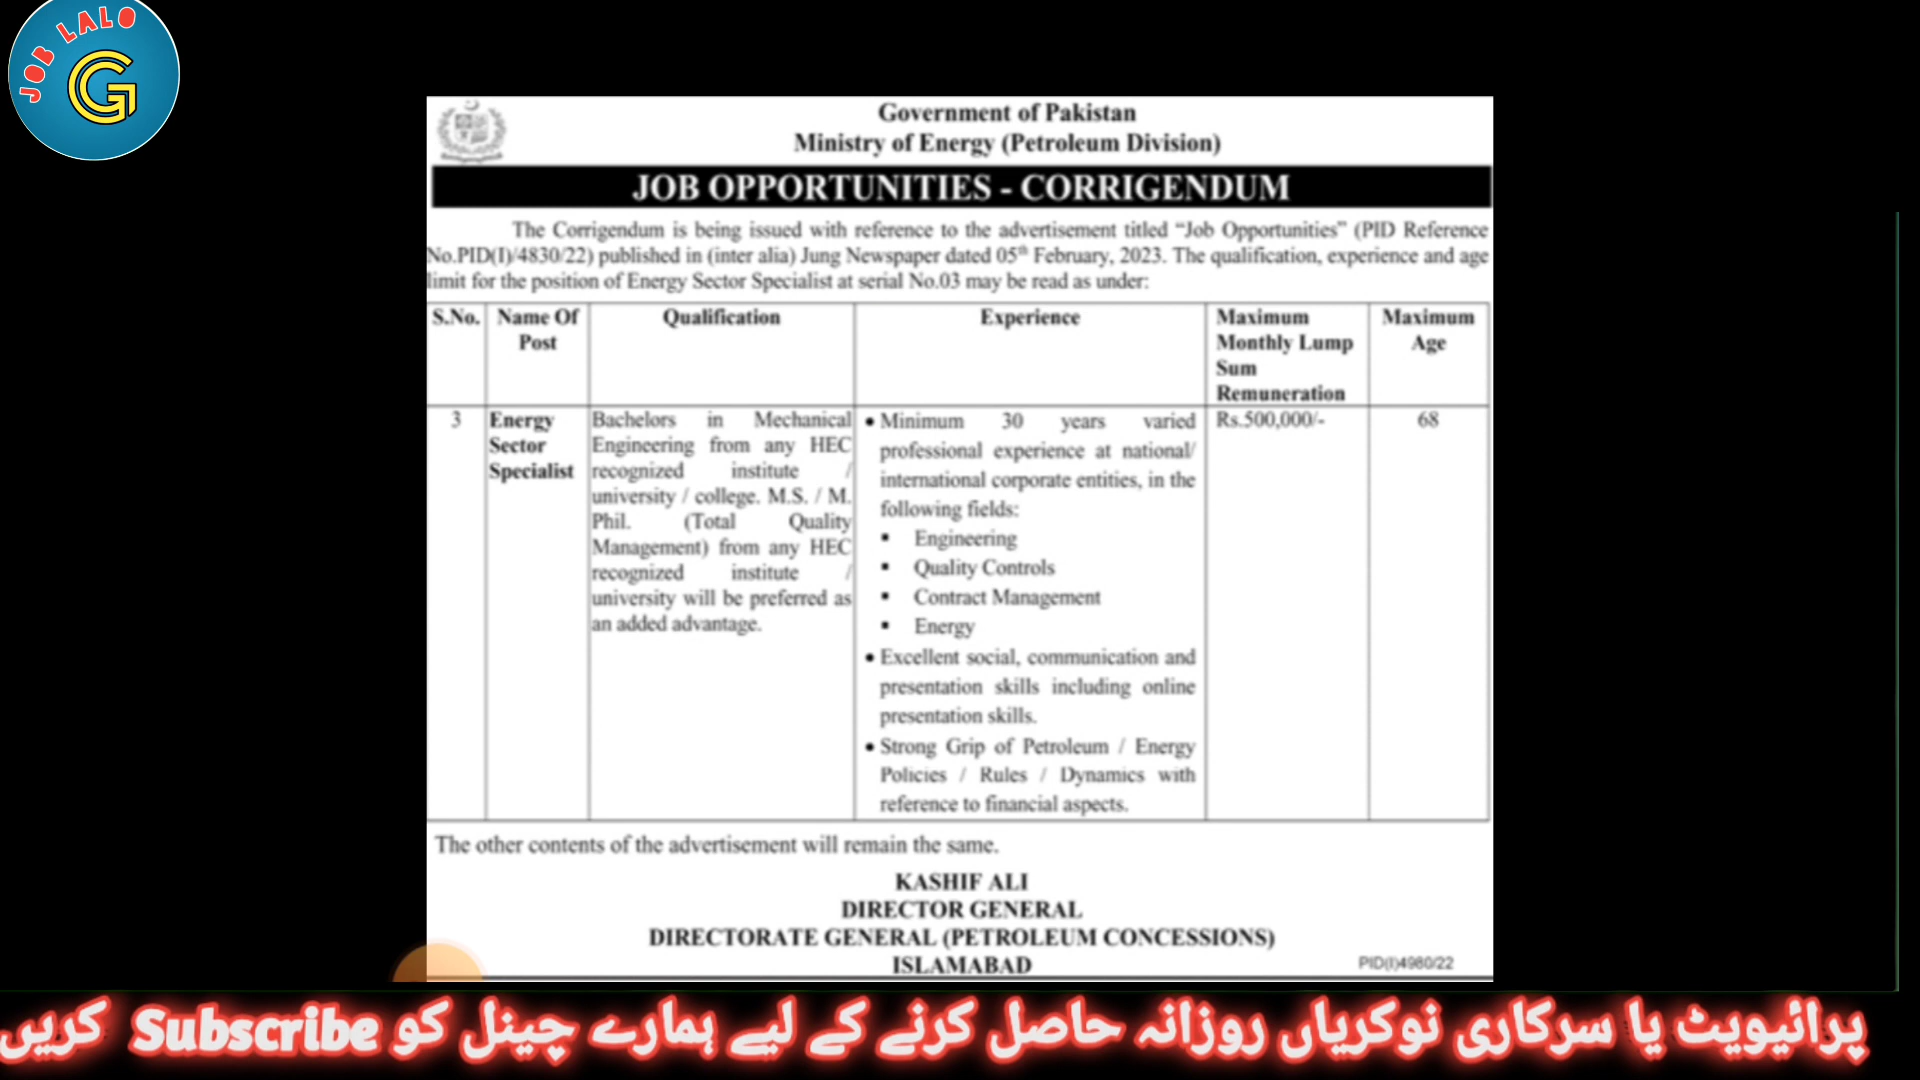 JOB LALO
G
Government of Pakistan
Ministry of Energy (Petroleum Division)
JOB OPPORTUNITIES - CORRIGENDUM
The Corrigendum is being issued with reference to the advertisement titled “Job Opportunities” (PID Reference
No.PID(I)/4830/22) published in (inter alia) Jung Newspaper dated 05th February, 2023. The qualification, experience and age
limit for the position of Energy Sector Specialist at serial No.03 may be read as under:
S.No.
Name Of
Post
Qualification
Experience
Maximum
Monthly Lump
Sum
Remuneration
Maximum
Age
3
Energy
Sector
Specialist
Bachelors in Mechanical
Engineering from any HEC
recognized institute /
university / college. M.S. / M.
Phil. (Total Quality
Management) from any HEC
recognized institute /
university will be preferred as
an added advantage.
• Minimum 30 years varied
professional experience at national/
international corporate entities, in the
following fields:
▪ Engineering
▪ Quality Controls
▪ Contract Management
▪ Energy
• Excellent social, communication and
presentation skills including online
presentation skills.
• Strong Grip of Petroleum / Energy
Policies / Rules / Dynamics with
reference to financial aspects.
Rs.500,000/-
68
The other contents of the advertisement will remain the same.
KASHIF ALI
DIRECTOR GENERAL
DIRECTORATE GENERAL (PETROLEUM CONCESSIONS)
ISLAMABAD
PID(I)4980/22
پرائیویٹ یا سرکاری نوکریاں روزانہ حاصل کرنے کے لیے ہمارے چینل کو Subscribe کریں